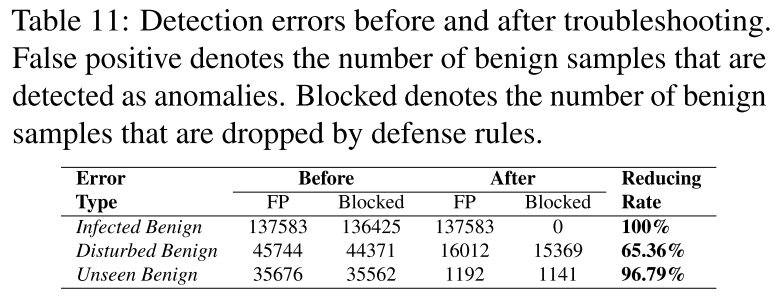 Table 11: Detection errors before and after troubleshooting.
False positive denotes the number of benign samples that are
detected as anomalies. Blocked denotes the number of benign
samples that are dropped by defense rules.
Error Before After Reducing
Type FP Blocked FP Blocked Rate
Infected Benign 137583 136425 137583 0 100%
Disturbed Benign 45744 44371 16012 15369 65.36%
Unseen Benign 35676 35562 1192 1141 96.79%